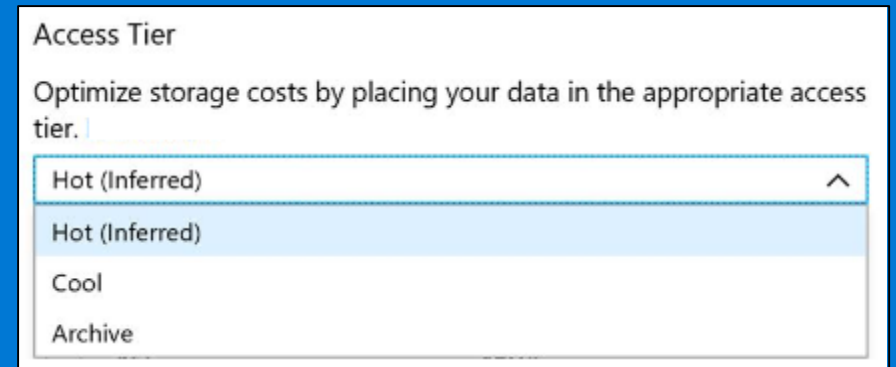 Access Tier
Optimize storage costs by placing your data in the appropriate access
tier.
Hot (Inferred)
Hot (Inferred)
Cool
Archive